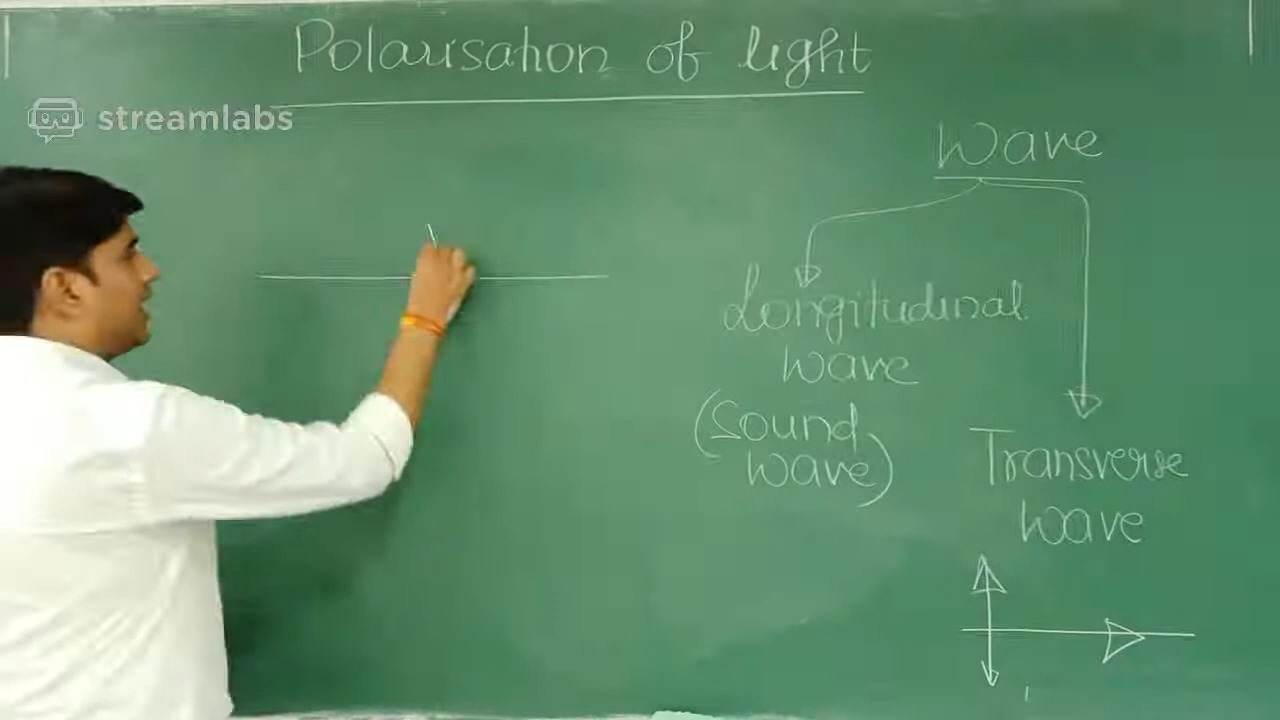 Polarisation of light
streamlabs
Wave
Longitudinal
wave
(Sound
wave)
Transverse
wave